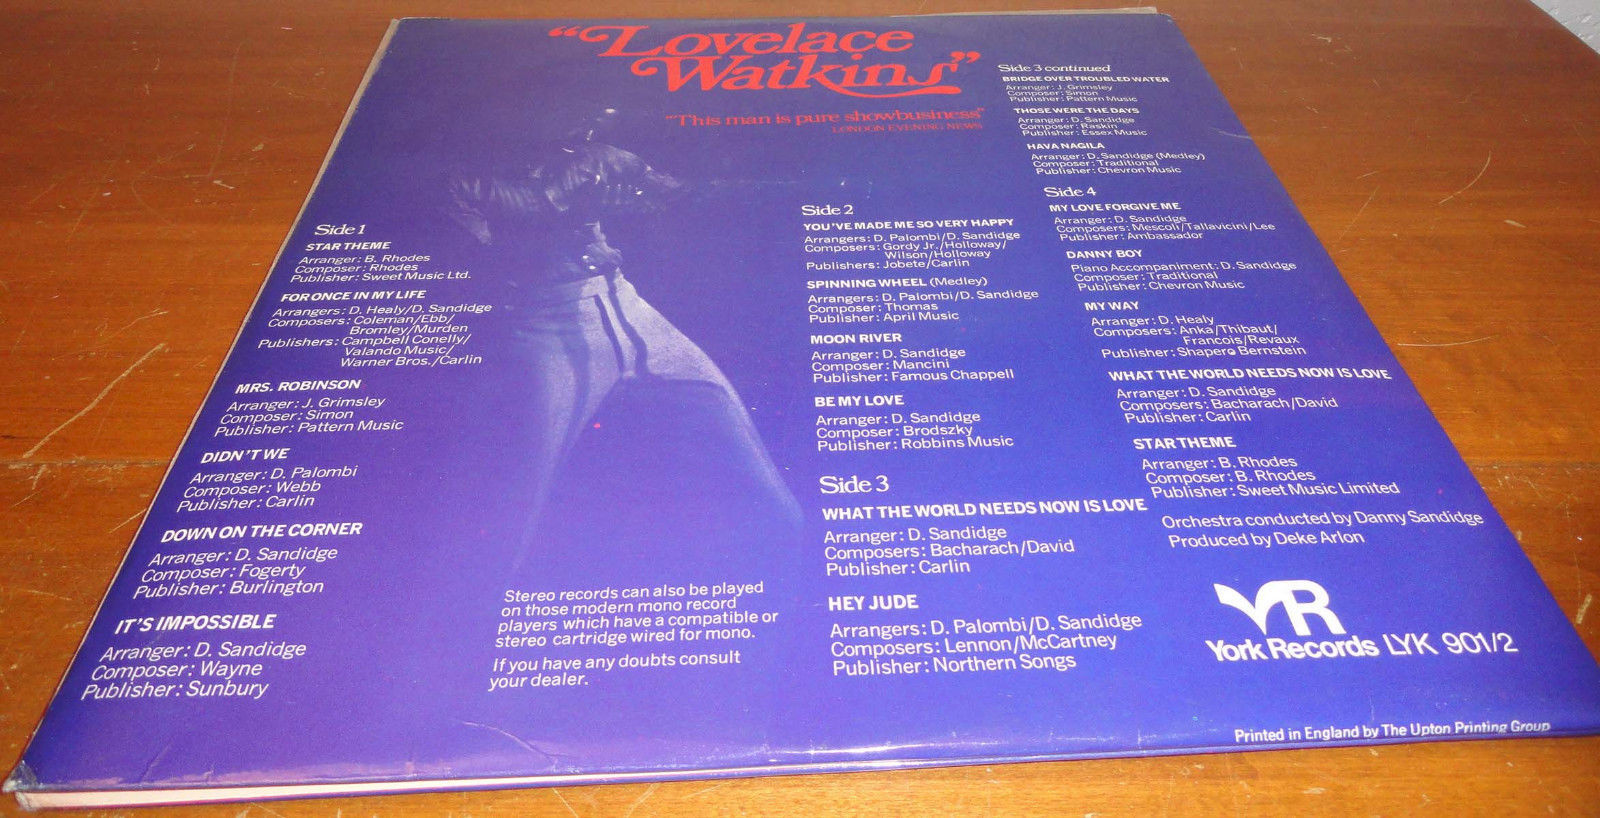 "Lovelace
Watkins"
"This man is pure showbusiness"
LONDON EVENING NEWS
Side 1
STAR THEME
Arranger: B. Rhodes
Composer: Rhodes
Publisher: Sweet Music Ltd.
FOR ONCE IN MY LIFE
Arrangers: D. Healy/D. Sandidge
Composers: Coleman/Ebb/
Bromley/Murden
Publishers: Campbell Conelly/
Valando Music/
Warner Bros./Carlin
MRS. ROBINSON
Arranger: J. Grimsley
Composer: Simon
Publisher: Pattern Music
DIDN'T WE
Arranger: D. Palombi
Composer: Webb
Publisher: Carlin
DOWN ON THE CORNER
Arranger: D. Sandidge
Composer: Fogerty
Publisher: Burlington
IT'S IMPOSSIBLE
Arranger: D. Sandidge
Composer: Wayne
Publisher: Sunbury
Stereo records can also be played
on those modern mono record
players which have a compatible or
stereo cartridge wired for mono.
If you have any doubts consult
your dealer.
Side 2
YOU'VE MADE ME SO VERY HAPPY
Arrangers: D. Palombi/D. Sandidge
Composers: Gordy Jr./Holloway/
Wilson/Holloway
Publishers: Jobete/Carlin
SPINNING WHEEL (Medley)
Arrangers: D. Palombi/D. Sandidge
Composer: Thomas
Publisher: April Music
MOON RIVER
Arranger: D. Sandidge
Composer: Mancini
Publisher: Famous Chappell
BE MY LOVE
Arranger: D. Sandidge
Composer: Brodszky
Publisher: Robbins Music
Side 3
WHAT THE WORLD NEEDS NOW IS LOVE
Arranger: D. Sandidge
Composers: Bacharach/David
Publisher: Carlin
HEY JUDE
Arrangers: D. Palombi/D. Sandidge
Composers: Lennon/McCartney
Publisher: Northern Songs
Side 3 continued
BRIDGE OVER TROUBLED WATER
Arranger: J. Grimsley
Composer: Simon
Publisher: Pattern Music
THOSE WERE THE DAYS
Arranger: D. Sandidge
Composer: Raskin
Publisher: Essex Music
HAVA NAGILA
Arranger: D. Sandidge (Medley)
Composer: Traditional
Publisher: Chevron Music
Side 4
MY LOVE FORGIVE ME
Arranger: D. Sandidge
Composers: Mescoli/Tallavicini/Lee
Publisher: Ambassador
DANNY BOY
Piano Accompaniment: D. Sandidge
Composer: Traditional
Publisher: Chevron Music
MY WAY
Arranger: D. Healy
Composers: Anka/Thibaut/
Francois/Revaux
Publisher: Shapero Bernstein
WHAT THE WORLD NEEDS NOW IS LOVE
Arranger: D. Sandidge
Composers: Bacharach/David
Publisher: Carlin
STAR THEME
Arranger: B. Rhodes
Composer: B. Rhodes
Publisher: Sweet Music Limited
Orchestra conducted by Danny Sandidge
Produced by Deke Arlon
YR
York Records LYK 901/2
Printed in England by The Upton Printing Group